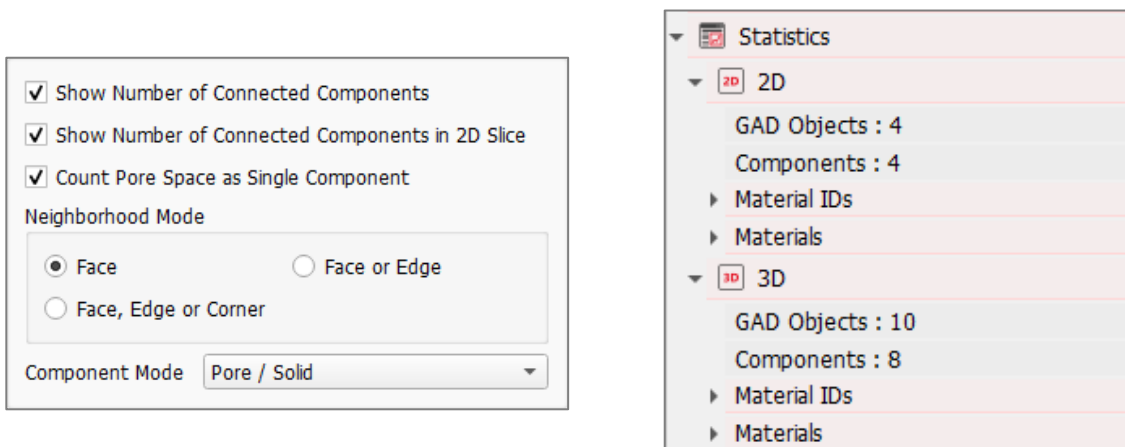 Show Number of Connected Components
Show Number of Connected Components in 2D Slice
Count Pore Space as Single Component
Neighborhood Mode
Face Face or Edge
Face, Edge or Corner
Component Mode Pore / Solid
Statistics
2D 2D
GAD Objects : 4
Components : 4
Material IDs
Materials
3D 3D
GAD Objects : 10
Components : 8
Material IDs
Materials